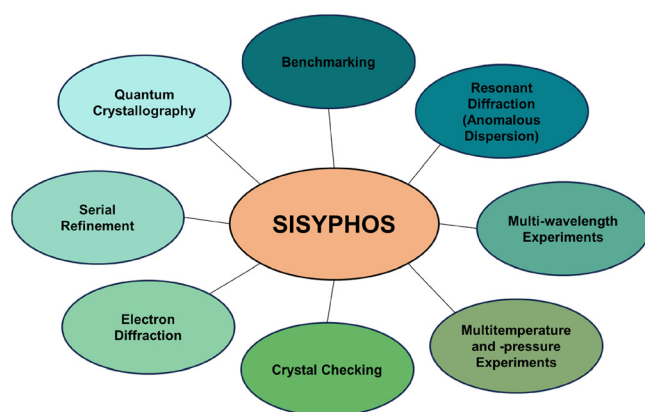 Benchmarking
Quantum
Crystallography
Resonant
Diffraction
(Anomalous
Dispersion)
Serial
Refinement
SISYPHOS
Multi-wavelength
Experiments
Electron
Diffraction
Crystal Checking
Multitemperature
and -pressure
Experiments